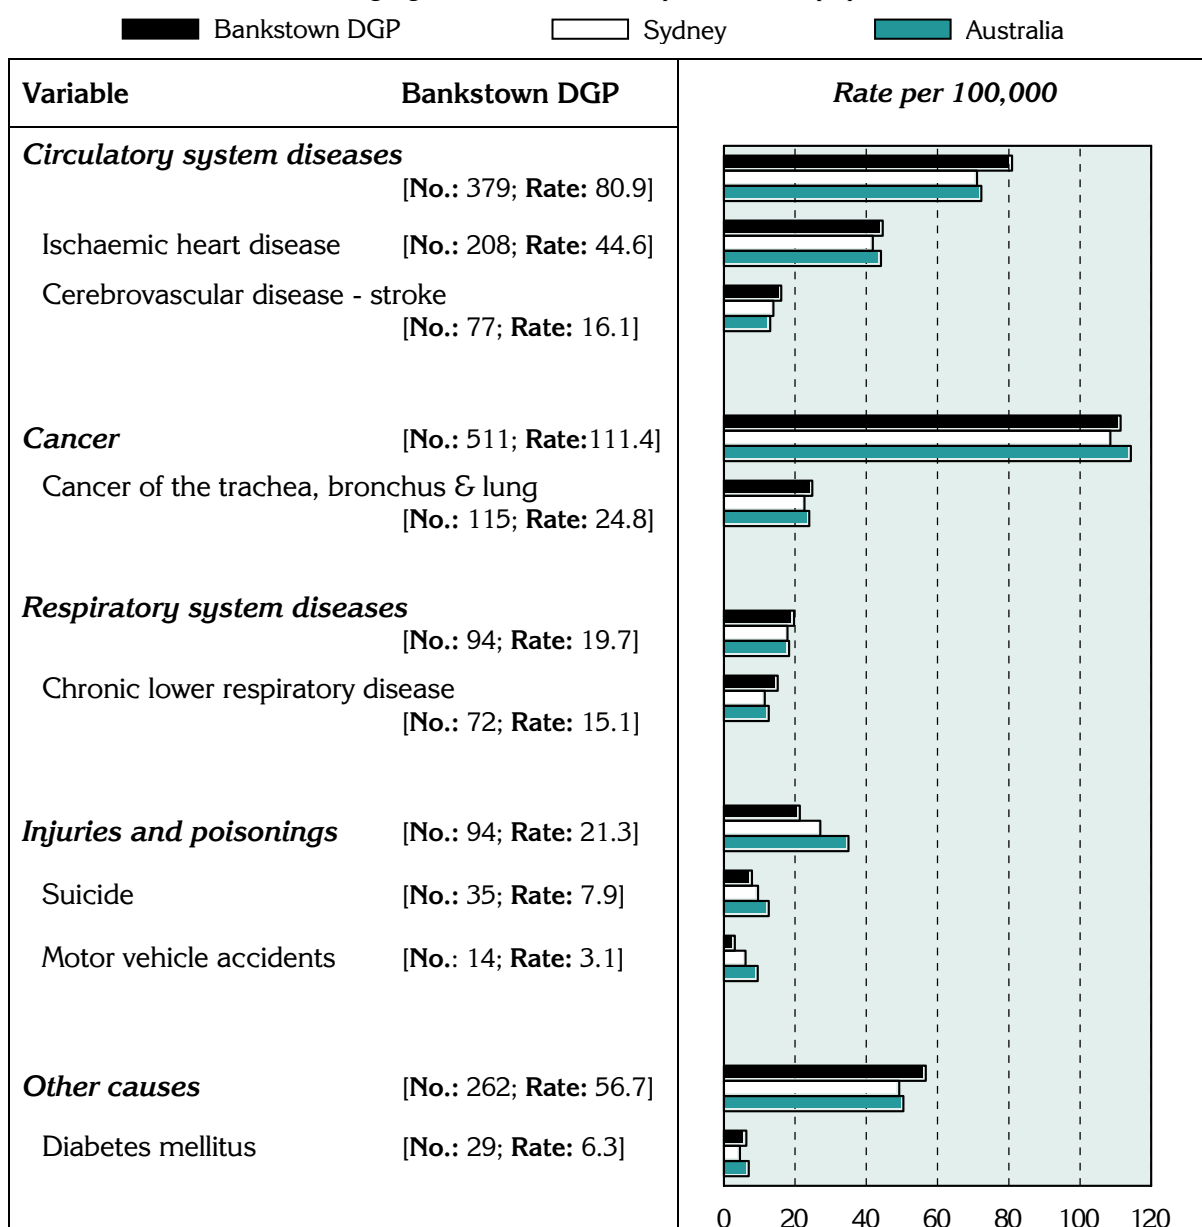 Bankstown DGP Sydney Australia
Variable Bankstown DGP Rate per 100,000
Circulatory system diseases
[No.: 379; Rate: 80.9]
Ischaemic heart disease [No.: 208; Rate: 44.6]
Cerebrovascular disease - stroke
[No.: 77; Rate: 16.1]
Cancer [No.: 511; Rate:111.4]
Cancer of the trachea, bronchus & lung
[No.: 115; Rate: 24.8]
Respiratory system diseases
[No.: 94; Rate: 19.7]
Chronic lower respiratory disease
[No.: 72; Rate: 15.1]
Injuries and poisonings [No.: 94; Rate: 21.3]
Suicide [No.: 35; Rate: 7.9]
Motor vehicle accidents [No.: 14; Rate: 3.1]
Other causes [No.: 262; Rate: 56.7]
Diabetes mellitus [No.: 29; Rate: 6.3]
0 20 40 60 80 100 120